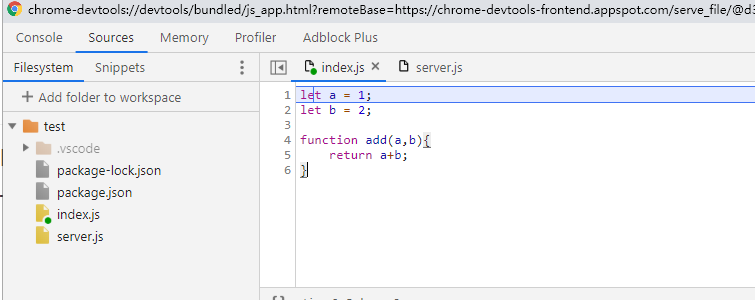 chrome-devtools://devtools/bundled/js_app.html?remoteBase=https://chrome-devtools-frontend.appspot.com/serve_file/@d3
Console Sources Memory Profiler Adblock Plus
Filesystem Snippets
index.js × server.js
+ Add folder to workspace
test
.vscode
package-lock.json
package.json
index.js
server.js
1 let a = 1;
2 let b = 2;
3
4 function add(a,b){
5 return a+b;
6 }